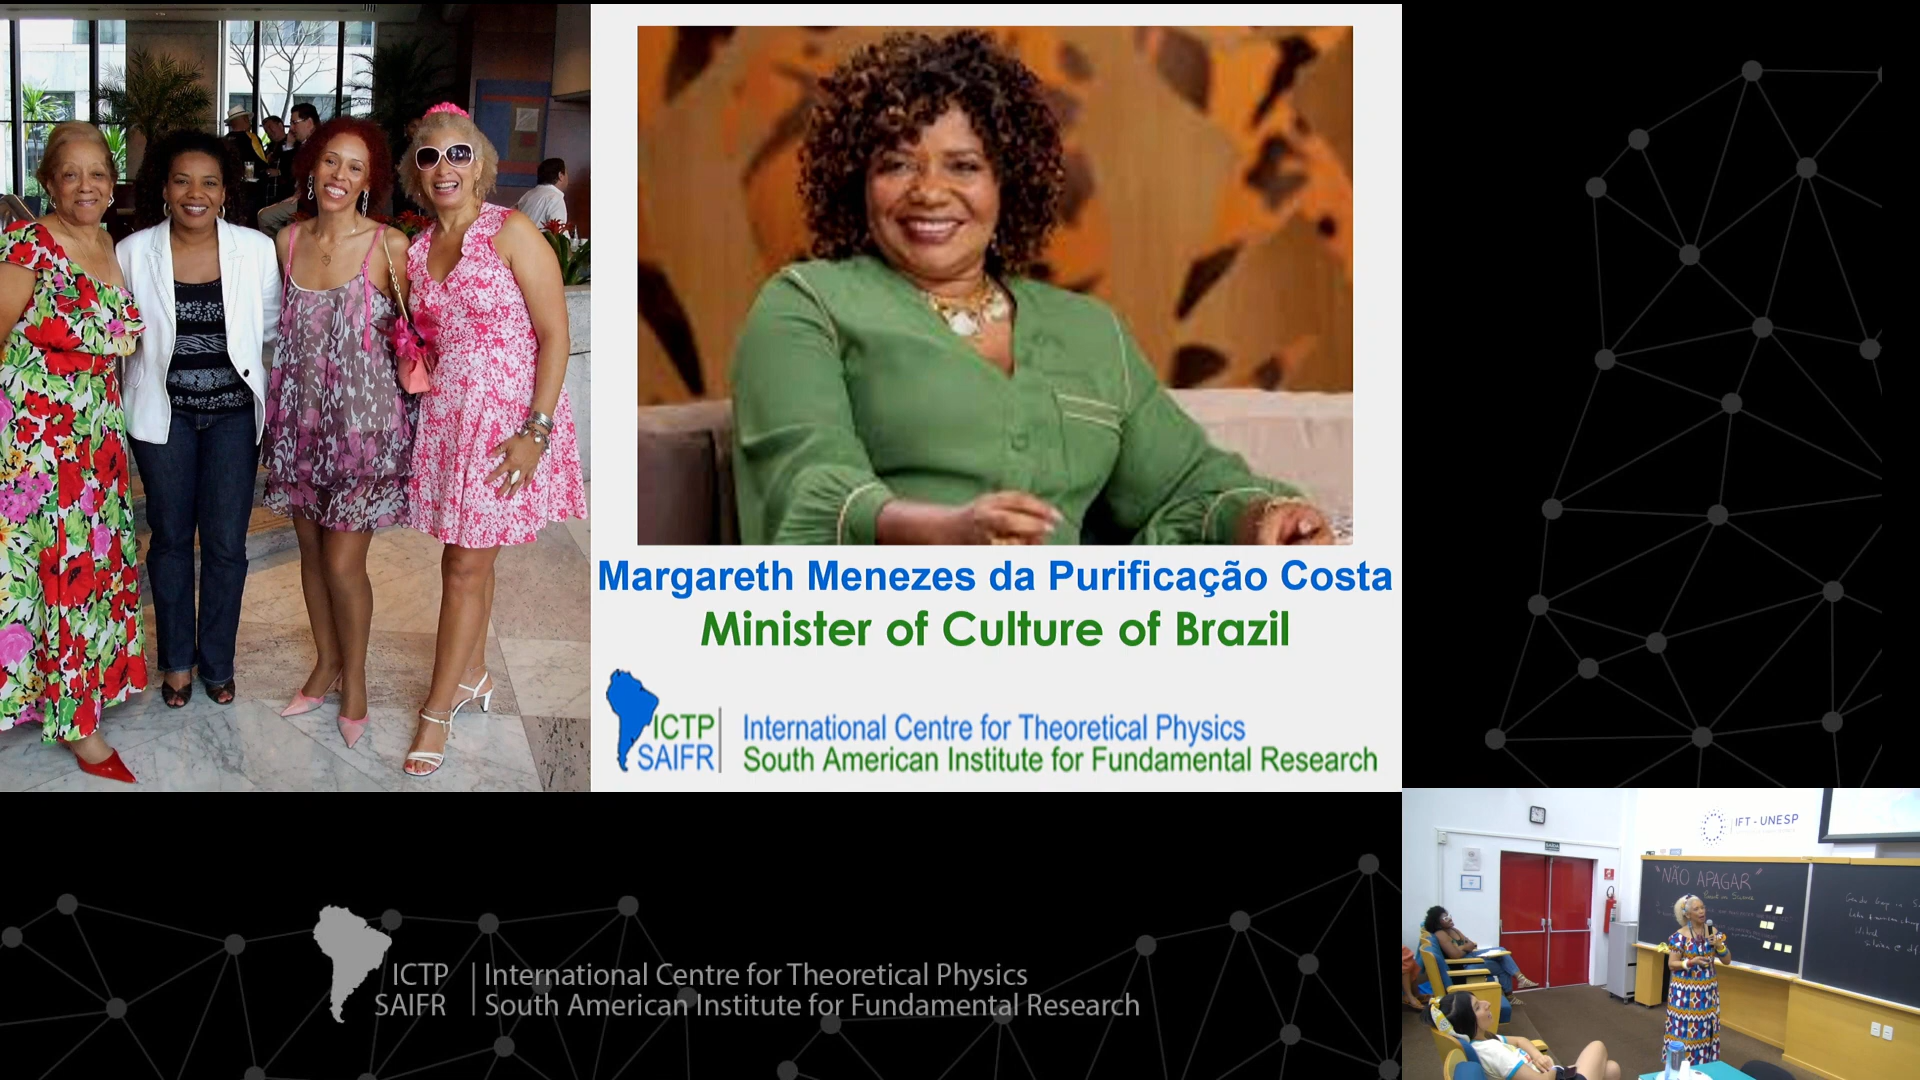 Margareth Menezes da Purificação Costa
Minister of Culture of Brazil
ICTP
SAIFR
International Centre for Theoretical Physics
South American Institute for Fundamental Research
IFT - UNESP
"NÃO APAGAR"
ICTP
SAIFR
International Centre for Theoretical Physics
South American Institute for Fundamental Research